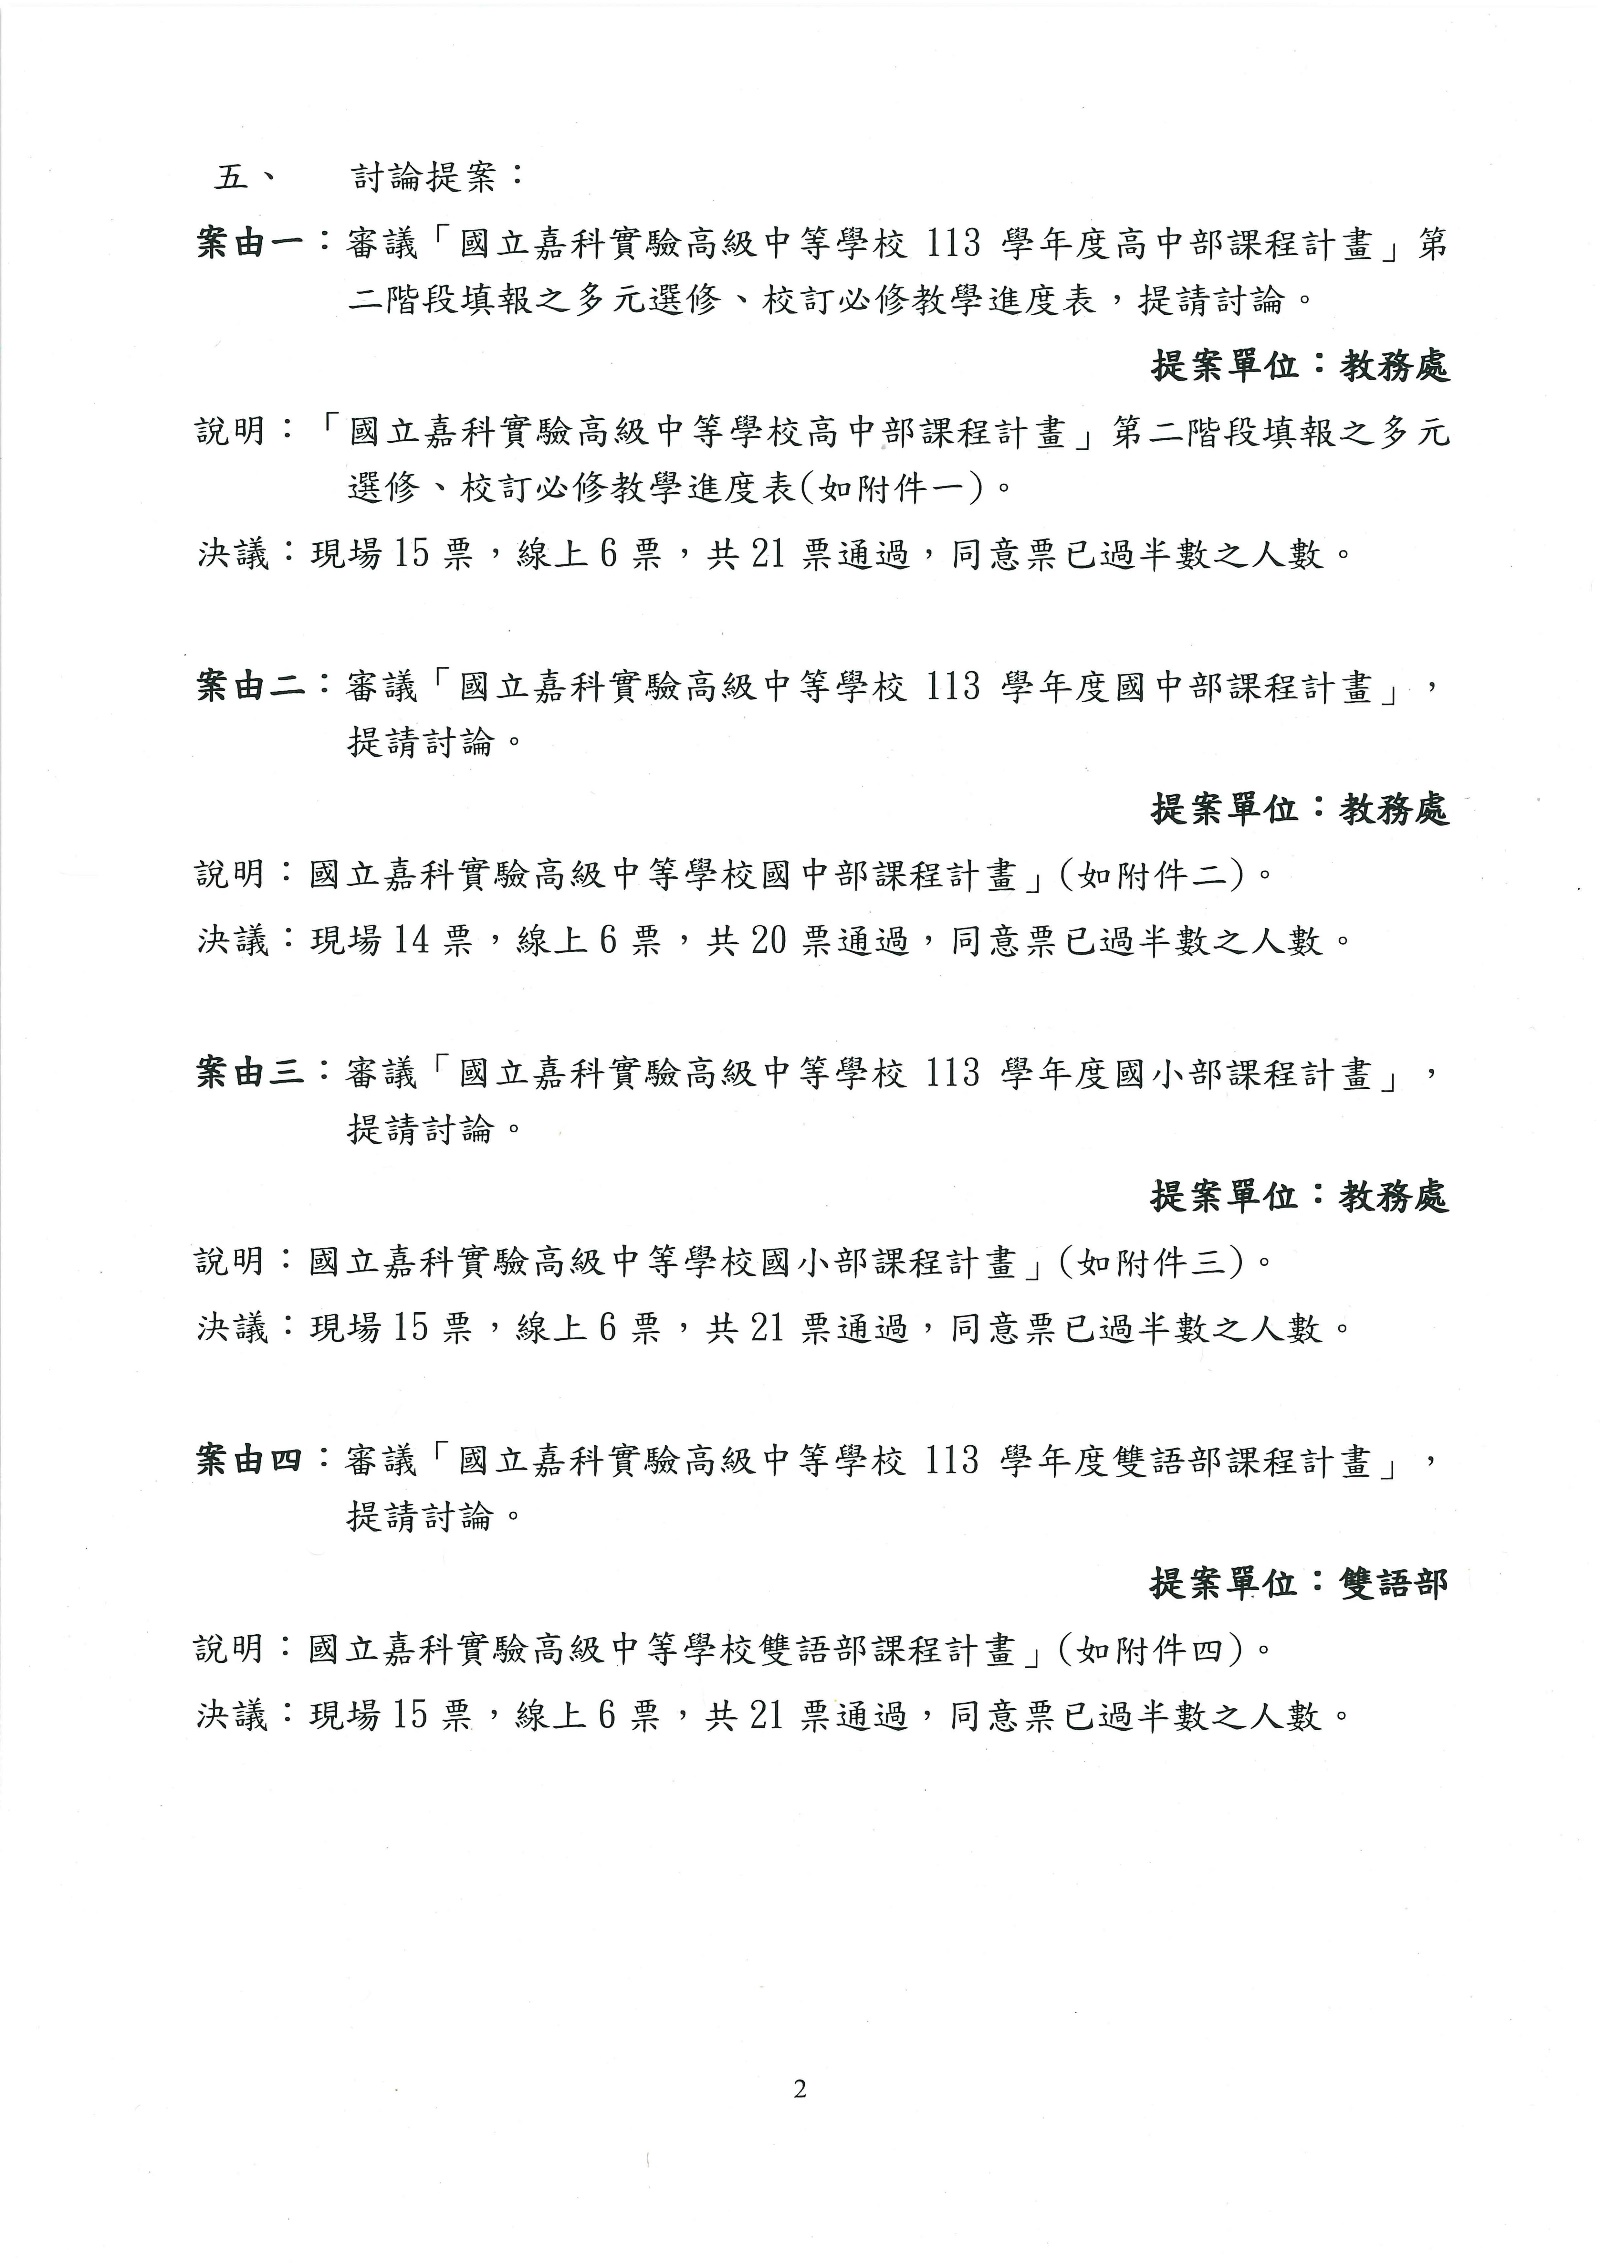 五、　討論提案：
案由一：審議「國立嘉科實驗高級中等學校 113 學年度高中部課程計畫」第
二階段填報之多元選修、校訂必修教學進度表，提請討論。
提案單位：教務處
說明：「國立嘉科實驗高級中等學校高中部課程計畫」第二階段填報之多元
選修、校訂必修教學進度表(如附件一)。
決議：現場 15 票，線上 6 票，共 21 票通過，同意票已過半數之人數。
案由二：審議「國立嘉科實驗高級中等學校 113 學年度國中部課程計畫」，
提請討論。
提案單位：教務處
說明：國立嘉科實驗高級中等學校國中部課程計畫」(如附件二)。
決議：現場 14 票，線上 6 票，共 20 票通過，同意票已過半數之人數。
案由三：審議「國立嘉科實驗高級中等學校 113 學年度國小部課程計畫」，
提請討論。
提案單位：教務處
說明：國立嘉科實驗高級中等學校國小部課程計畫」(如附件三)。
決議：現場 15 票，線上 6 票，共 21 票通過，同意票已過半數之人數。
案由四：審議「國立嘉科實驗高級中等學校 113 學年度雙語部課程計畫」，
提請討論。
提案單位：雙語部
說明：國立嘉科實驗高級中等學校雙語部課程計畫」(如附件四)。
決議：現場 15 票，線上 6 票，共 21 票通過，同意票已過半數之人數。
2